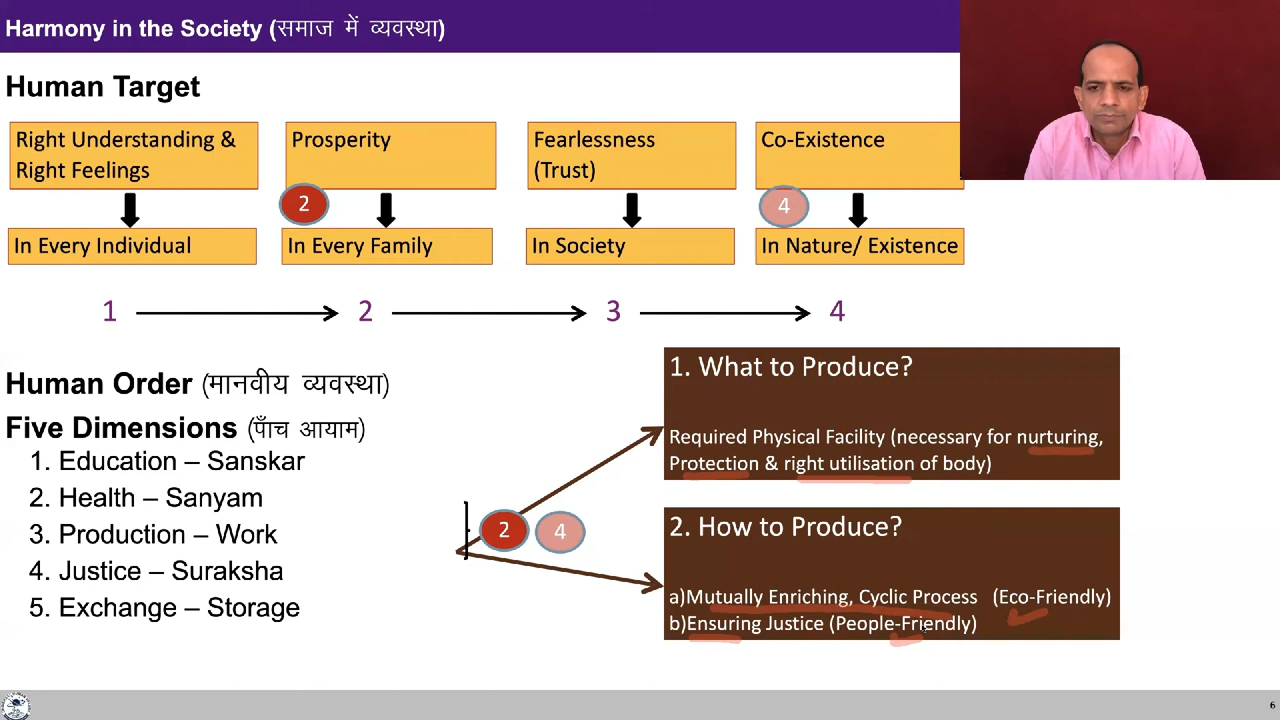 Harmony in the Society (समाज में व्यवस्था)
Human Target
Right Understanding &
Right Feelings
Prosperity
Fearlessness
(Trust)
Co-Existence
2
4
In Every Individual
In Every Family
In Society
In Nature/ Existence
1
2
3
4
Human Order (मानवीय व्यवस्था)
Five Dimensions (पाँच आयाम)
1. Education – Sanskar
2. Health – Sanyam
3. Production – Work
4. Justice – Suraksha
5. Exchange – Storage
2
4
1. What to Produce?
Required Physical Facility (necessary for nurturing,
Protection & right utilisation of body)
2. How to Produce?
a)Mutually Enriching, Cyclic Process (Eco-Friendly)
b)Ensuring Justice (People-Friendly)
6